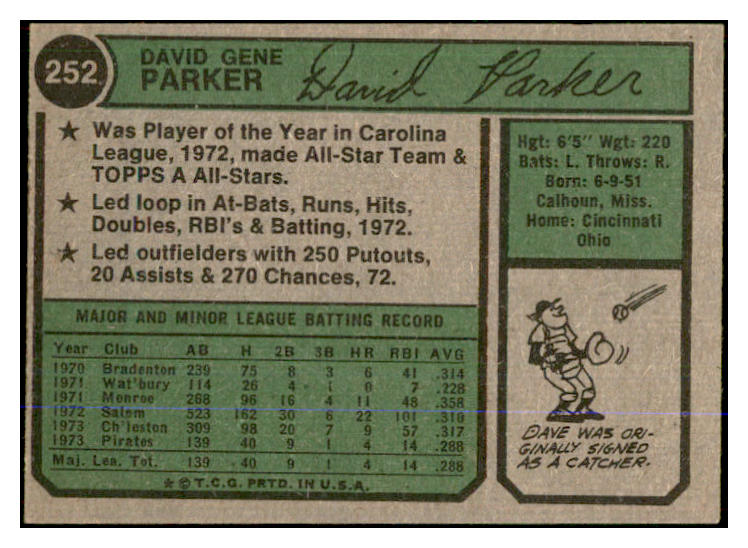 252
DAVID GENE
PARKER
David Parker
★ Was Player of the Year in Carolina
League, 1972, made All-Star Team &
TOPPS A All-Stars.
★ Led loop in At-Bats, Runs, Hits,
Doubles, RBI's & Batting, 1972.
★ Led outfielders with 250 Putouts,
20 Assists & 270 Chances, 72.
Hgt: 6'5" Wgt: 220
Bats: L. Throws: R.
Born: 6-9-51
Calhoun, Miss.
Home: Cincinnati
Ohio
MAJOR AND MINOR LEAGUE BATTING RECORD
Year Club AB H 2B 3B HR RBI AVG
1970 Bradenton 239 75 8 3 6 41 .314
1971 Wat'bury 114 26 4 1 0 7 .228
1971 Monroe 268 96 16 4 11 48 .358
1972 Salem 523 162 30 6 22 101 .310
1973 Ch'leston 309 98 20 7 9 57 .317
1973 Pirates 139 40 9 1 4 14 .288
Maj. Lea. Tot. 139 40 9 1 4 14 .288
★ © T.C.G. PRTD. IN U.S.A.
DAVE WAS ORI-
GINALLY SIGNED
AS A CATCHER.